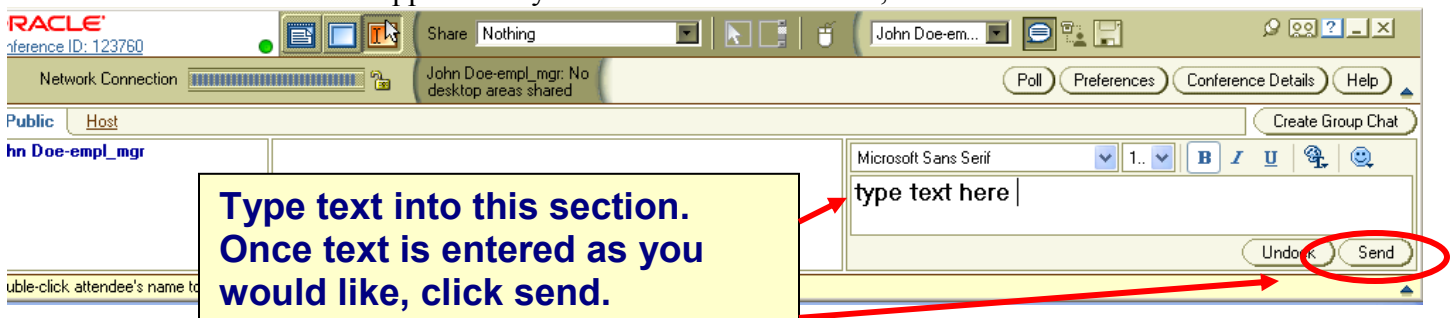 RACLE'
Share Nothing John Doe-em...
nference ID: 123760
Network Connection John Doe-empl_mgr: No
desktop areas shared Poll Preferences Conference Details Help
Public Host Create Group Chat
hn Doe-empl_mgr Microsoft Sans Serif 1.. B I U
type text here
Type text into this section.
Once text is entered as you
would like, click send.
Undock Send
uble-click attendee's name to